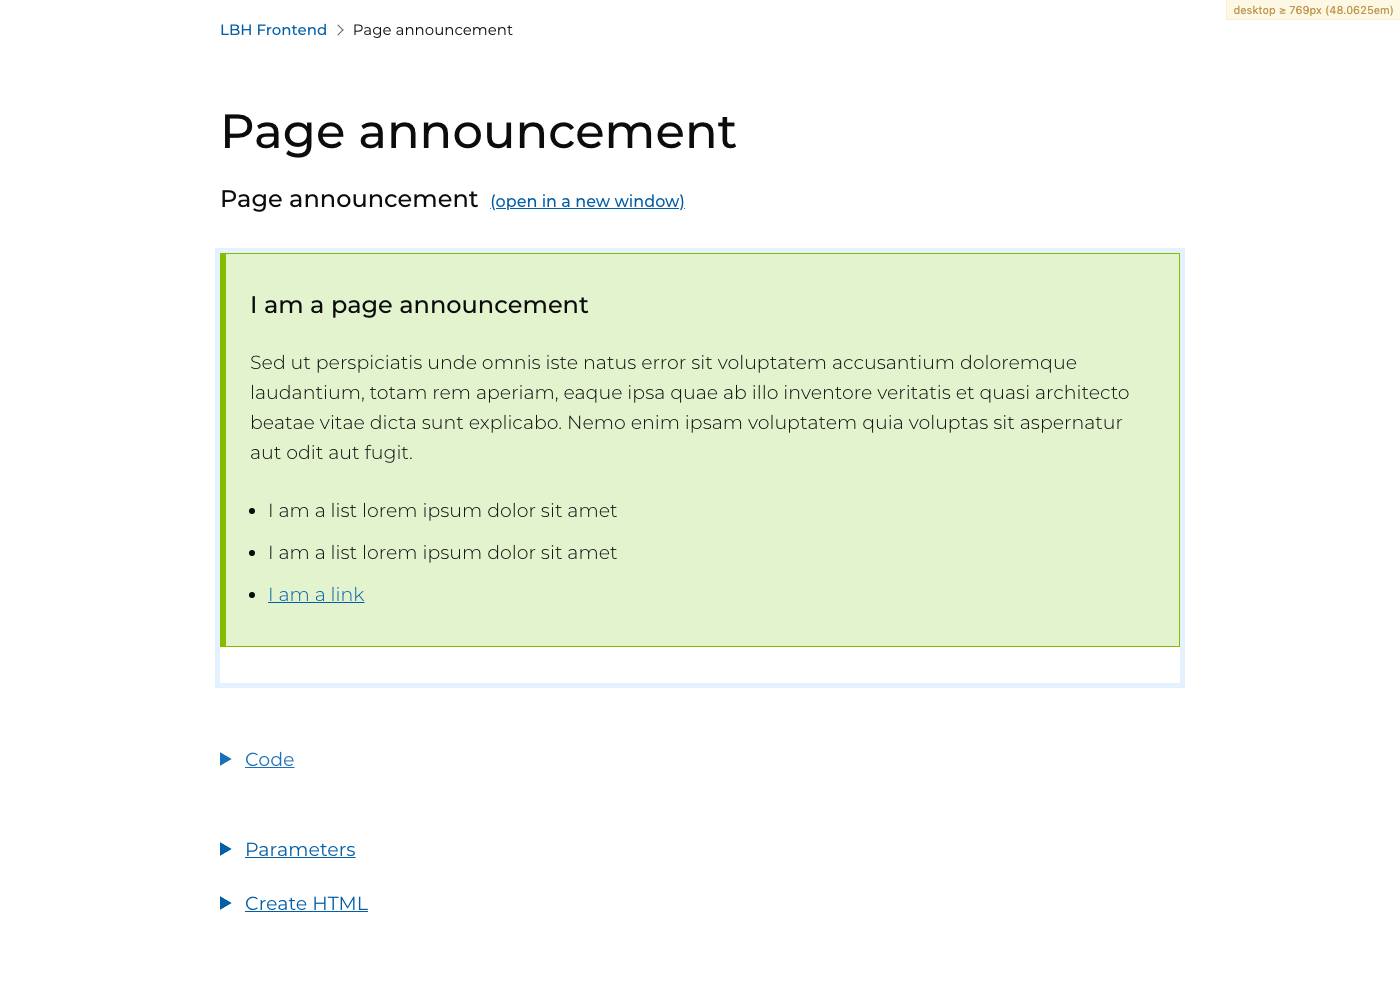 desktop ≥ 769px (48.0625em)
LBH Frontend Page announcement
Page announcement
Page announcement (open in a new window)
I am a page announcement
Sed ut perspiciatis unde omnis iste natus error sit voluptatem accusantium doloremque
laudantium, totam rem aperiam, eaque ipsa quae ab illo inventore veritatis et quasi architecto
beatae vitae dicta sunt explicabo. Nemo enim ipsam voluptatem quia voluptas sit aspernatur
aut odit aut fugit.
I am a list lorem ipsum dolor sit amet
I am a list lorem ipsum dolor sit amet
I am a link
Code
Parameters
Create HTML